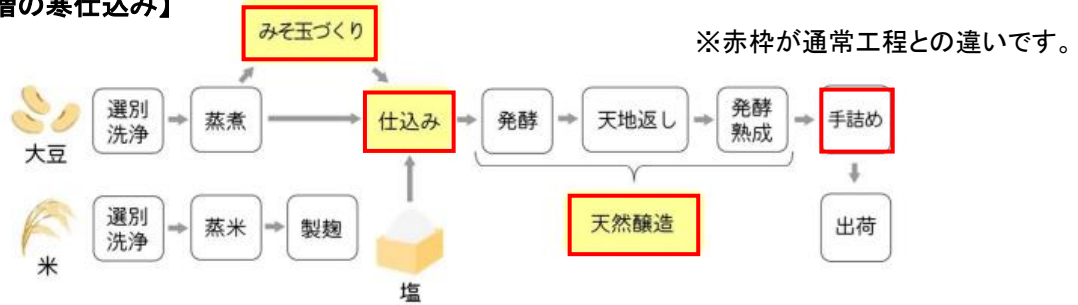 の寒仕込み】
※赤枠が通常工程との違いです。
みそ玉づくり
大豆
選別
洗浄
蒸煮
仕込み
発酵
天地返し
発酵
熟成
手詰め
米
選別
洗浄
蒸米
製麹
塩
天然醸造
出荷